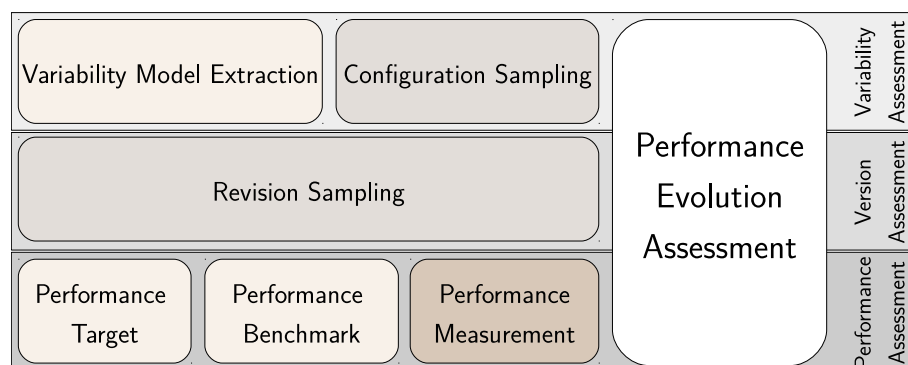 Variability Model Extraction
Configuration Sampling
Variability
Assessment
Revision Sampling
Version
Assessment
Performance
Evolution
Assessment
Performance
Target
Performance
Benchmark
Performance
Measurement
Performance
Assessment